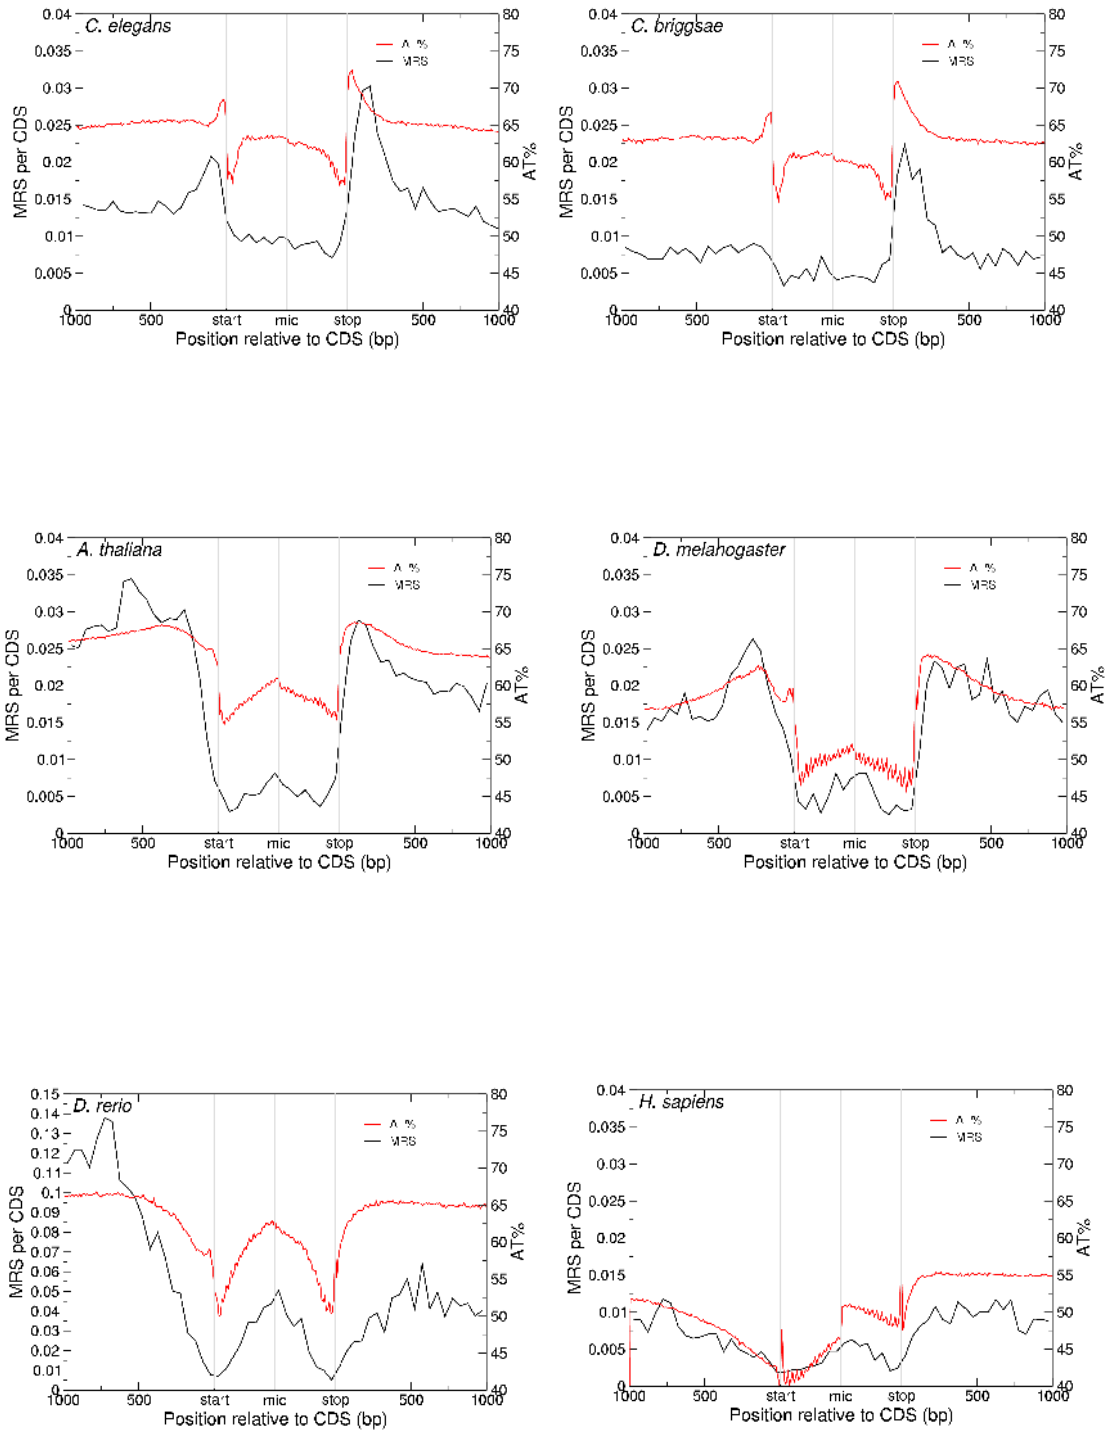 C. elegans
A %
MRS
0.04
0.035
0.03
0.025
0.02
0.015
0.01
0.005
0
80
75
70
65
60
55
50
45
40
MRS per CDS
AT%
1000 500 start mic stop 500 1000
Position relative to CDS (bp)
C. briggsae
A %
MRS
0.04
0.035
0.03
0.025
0.02
0.015
0.01
0.005
0
80
75
70
65
60
55
50
45
40
MRS per CDS
AT%
1000 500 start mic stop 500 1000
Position relative to CDS (bp)
A. thaliana
A %
MRS
0.04
0.035
0.03
0.025
0.02
0.015
0.01
0.005
0
80
75
70
65
60
55
50
45
40
MRS per CDS
AT%
1000 500 start mic stop 500 1000
Position relative to CDS (bp)
D. melahogaster
A %
MRS
0.04
0.035
0.03
0.025
0.02
0.015
0.01
0.005
0
80
75
70
65
60
55
50
45
40
MRS per CDS
AT%
1000 500 start mic stop 500 1000
Position relative to CDS (bp)
D. rerio
A %
MRS
0.15
0.14
0.13
0.12
0.11
0.1
0.09
0.08
0.07
0.06
0.05
0.04
0.03
0.02
0.01
0
80
75
70
65
60
55
50
45
40
MRS per CDS
AT%
1000 500 start mic stop 500 1000
Position relative to CDS (bp)
H. sapiens
A %
MRS
0.04
0.035
0.03
0.025
0.02
0.015
0.01
0.005
0
80
75
70
65
60
55
50
45
40
MRS per CDS
AT%
1000 500 start mic stop 500 1000
Position relative to CDS (bp)